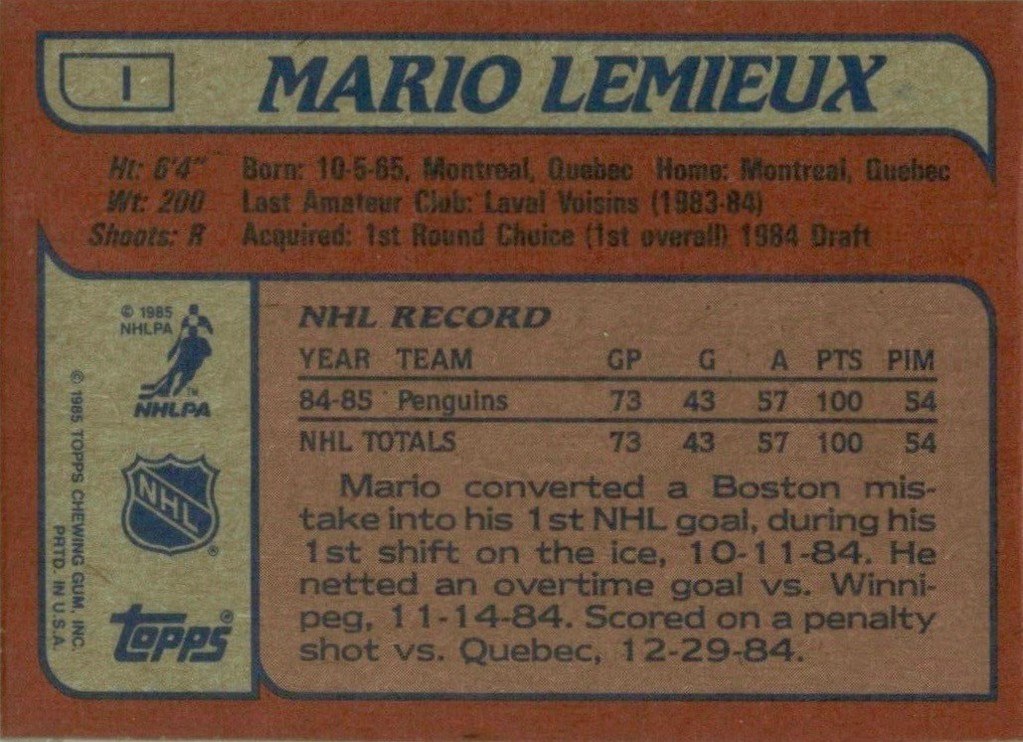 I
MARIO LEMIEUX
Ht: 6'4" Born: 10-5-65, Montreal, Quebec Home: Montreal, Quebec
Wt: 200 Last Amateur Club: Laval Voisins (1983-84)
Shoots: R Acquired: 1st Round Choice (1st overall) 1984 Draft
© 1985
NHLPA
TM
NHLPA
NHL
®
topps®
© 1985 TOPPS CHEWING GUM, INC.
PRTD. IN U.S.A.
NHL RECORD
YEAR TEAM GP G A PTS PIM
84-85 Penguins 73 43 57 100 54
NHL TOTALS 73 43 57 100 54
Mario converted a Boston mis-
take into his 1st NHL goal, during his
1st shift on the ice, 10-11-84. He
netted an overtime goal vs. Winni-
peg, 11-14-84. Scored on a penalty
shot vs. Quebec, 12-29-84.